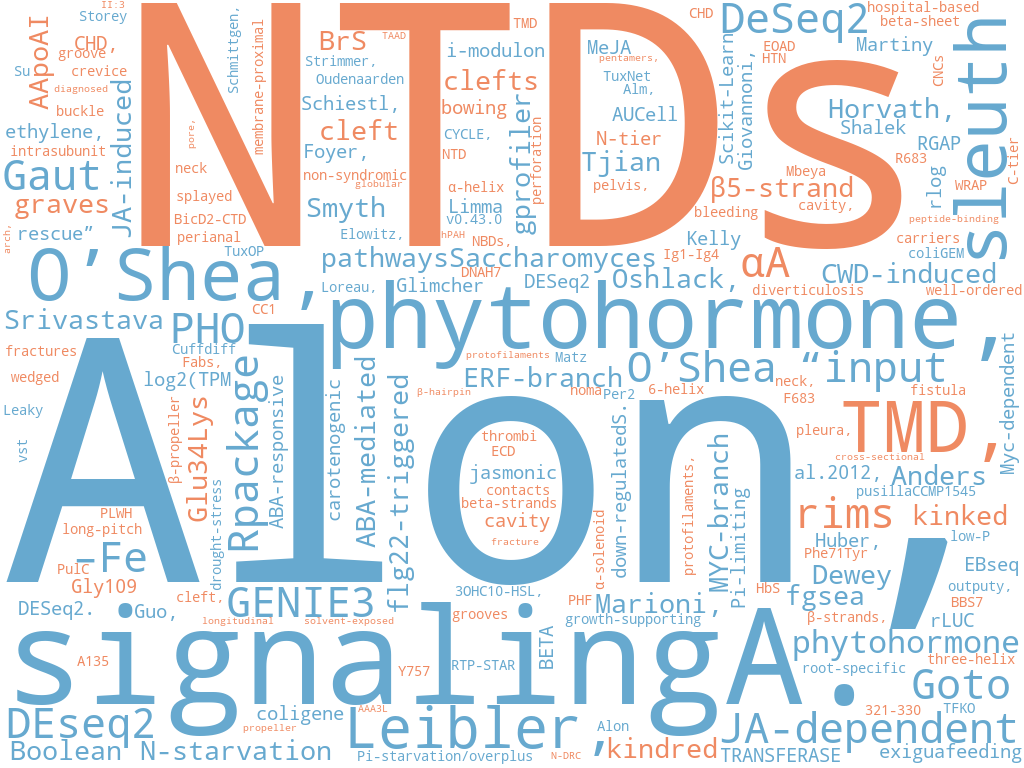 II:3
Storey
AApoAI
CHD,
groove
Su
crevice
diagnosed
buckle
ethylene,
intrasubunit
JA-induced
Gaut
graves
rescue”
arch,
NTDs
Schmittgen,
membrane-proximal
pore,
neck
splayed
BicD2-CTD
perianal
TuxOP
BrS
TAAD
Strimmer,
Oudenaarden
Schiestl,
cleft
Foyer,
non-syndromic
globular
Smyth
Elowitz,
hPAH
TMD
i-modulon
clefts
bowing
CYCLE,
NTD
α-helix
Limma
v0.43.0
NBDs,
gprofiler
perforation
MeJA
pentamers,
TuxNet
Alm,
AUCell
N-tier
Tjian
pelvis,
CHD
DeSeq2
hospital-based
beta-sheet
Martiny
EOAD
HTN
Scikit-Learn
Giovannoni,
CNCs
Horvath,
Shalek
RGAP
R683
Mbeya
β5-strand
cavity,
bleeding
rlog
WRAP
C-tier
sleuth
peptide-binding
Kelly
carriers
coliGEM
O’Shea,
pathwaysSaccharomyces
Ig1-Ig4
αA
CWD-induced
DNAH7
Loreau,
Glimcher
DESeq2
Oshlack,
diverticulosis
well-ordered
CC1
Srivastava
PHO
phytohormone,
fractures
Cuffdiff
Fabs,
protofilaments
Matz
O’Shea
“input
wedged
log2(TPM
ERF-branch
β-hairpin
noma
Per2
6-helix
neck,
F683
fistula
Leaky
vst
β-propeller
Glu34Lys
Rpackage
ABA-responsive
carotenogenic
ABA-mediated
flg22-triggered
Alon,
thrombi
ECD
jasmonic
contacts
beta-strands
cavity
fracture
α-solenoid
down-regulatedS.
protofilaments,
MYC-branch
Pi-limiting
pleura,
TMD,
Myc-dependent
cross-sectional
al.2012,
Anders
pusillaCCMP1545
PLWH
long-pitch
drought-stress
rims
kinked
–Fe
Huber,
low-P
PulC
Phe71Tyr
EBseq
Gly109
Dewey
HbS
fgsea
outputy,
DESeq2.
Guo,
cleft,
GENIE3
3OHC10-HSL,
PHF
Marioni,
BBS7
longitudinal
solvent-exposed
grooves
growth-supporting
β-strands,
rLUC
signalingA.
phytohormone
A135
Y757
RTP-STAR
BETA
root-specific
three-helix
Goto
DEseq2
coligene
propeller
AAA3L
Leibler,
Alon
321-330
TFKO
JA-dependent
Boolean
N-starvation
Pi-starvation/overplus
N-DRC
kindred
TRANSFERASE
exiguafeeding